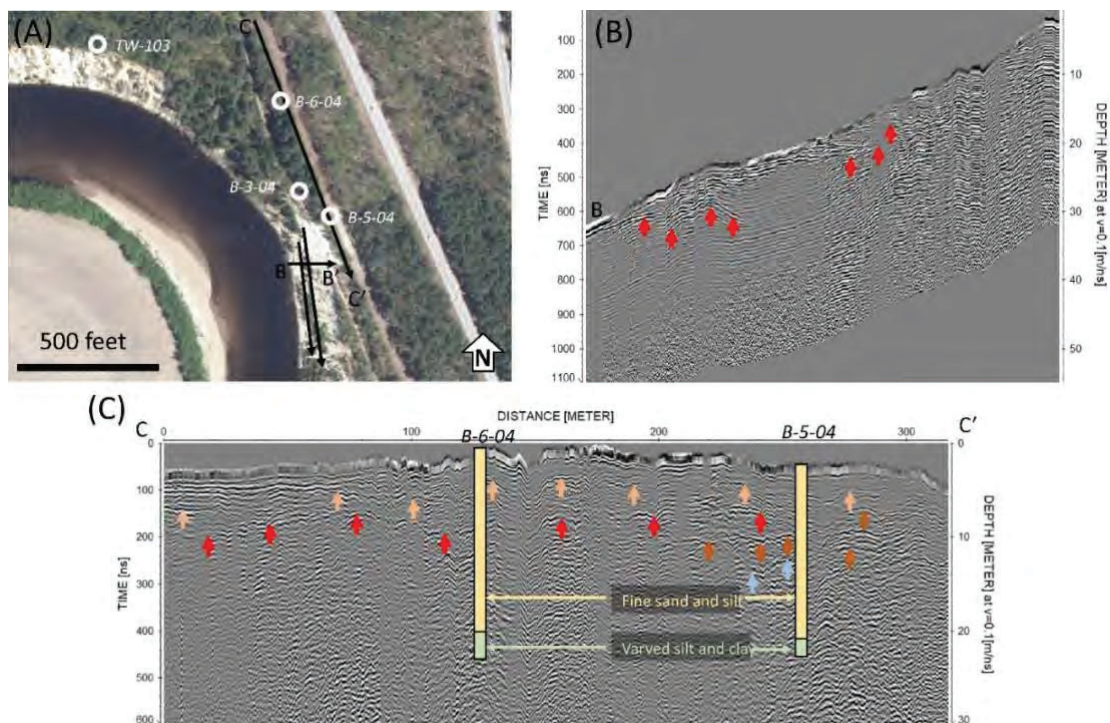 (A)
C
TW-103
B-6-04
B-3-04
B-5-04
B
B'
C'
500 feet
N
(B)
TIME [ns]
100
200
300
400
500
600
700
800
900
1000
1100
B
10
20
30
40
50
DEPTH [METER] at v=0.1[m/ns]
(C)
DISTANCE [METER]
C
0
100
200
300
C'
B-6-04
B-5-04
TIME [ns]
0
100
200
300
400
500
600
Fine sand and silt
Varved silt and cla
0
10
20
30
DEPTH [METER] at v=0.1[m/ns]